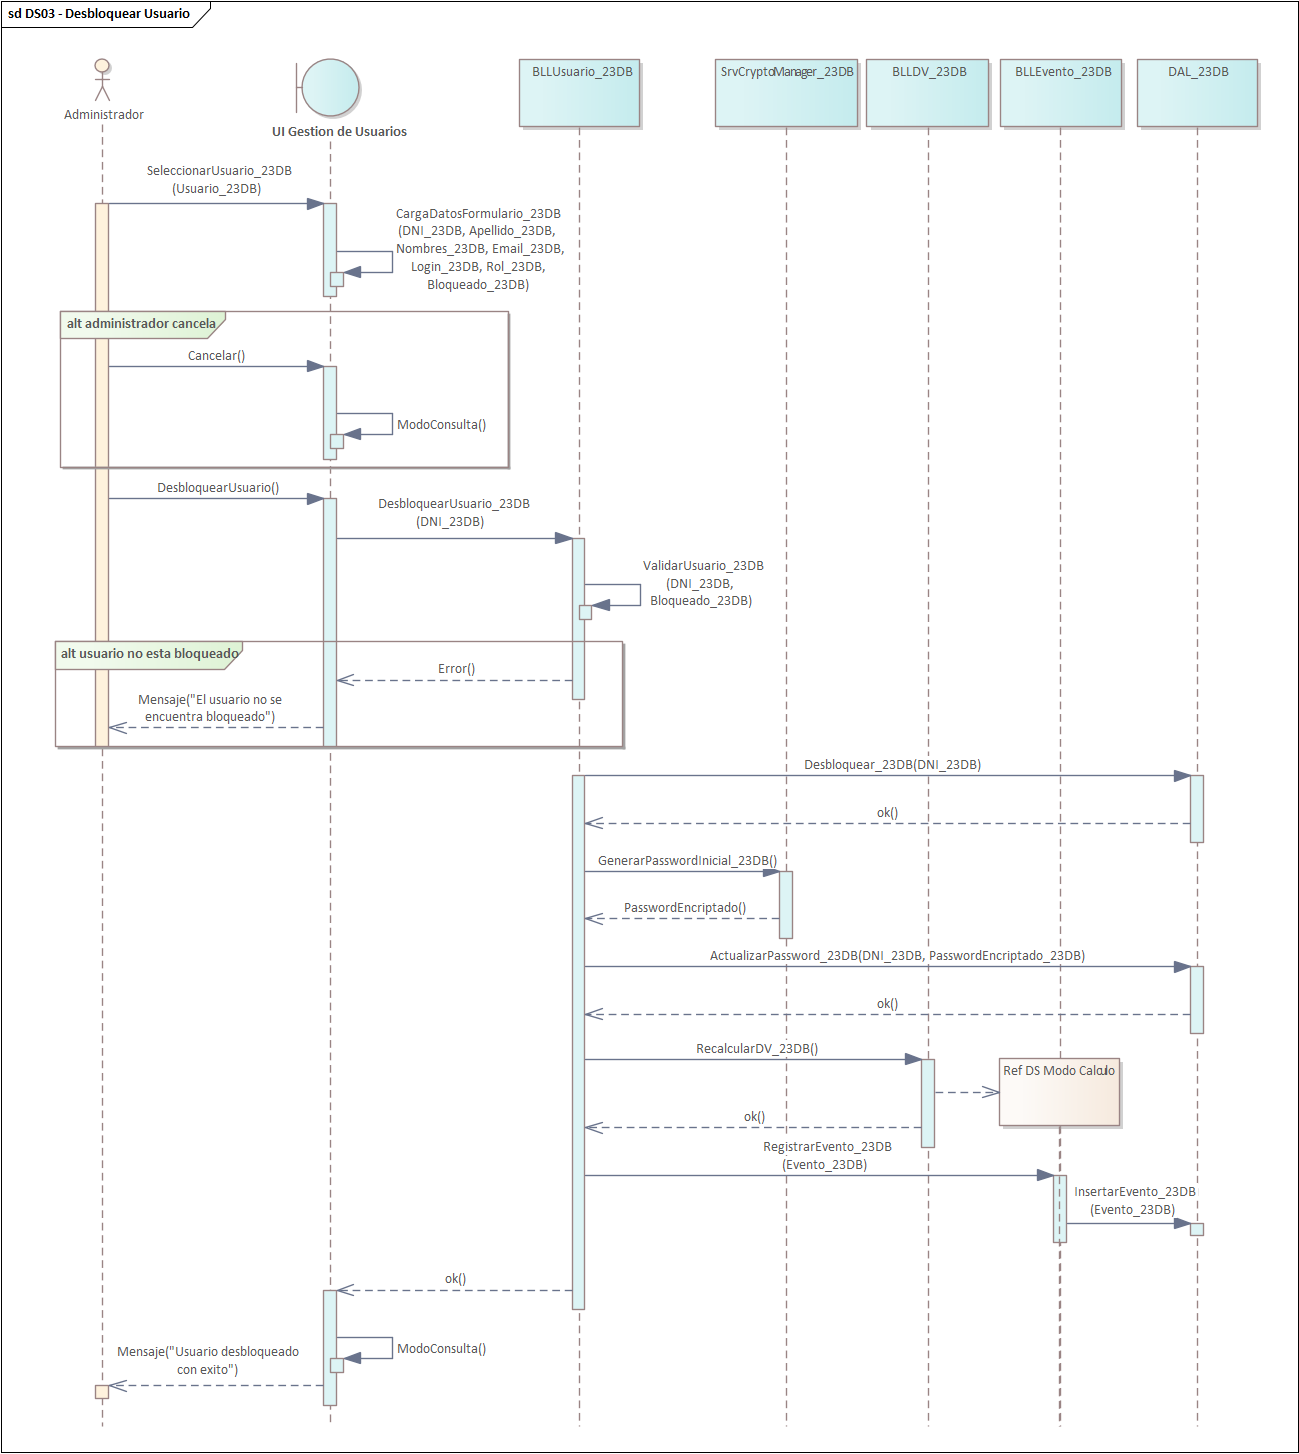 sd DS03 - Desbloquear Usuario
Administrador
UI Gestion de Usuarios
BLLUsuario_23DB
SrvCryptoManager_23DB
BLLDV_23DB
BLLEvento_23DB
DAL_23DB
SeleccionarUsuario_23DB
(Usuario_23DB)
CargaDatosFormulario_23DB
(DNI_23DB, Apellido_23DB,
Nombres_23DB, Email_23DB,
Login_23DB, Rol_23DB,
Bloqueado_23DB)
alt administrador cancela
Cancelar()
ModoConsulta()
DesbloquearUsuario()
DesbloquearUsuario_23DB
(DNI_23DB)
ValidarUsuario_23DB
(DNI_23DB,
Bloqueado_23DB)
alt usuario no esta bloqueado
Error()
Mensaje("El usuario no se
encuentra bloqueado")
Desbloquear_23DB(DNI_23DB)
ok()
GenerarPasswordInicial_23DB()
PasswordEncriptado()
ActualizarPassword_23DB(DNI_23DB, PasswordEncriptado_23DB)
ok()
RecalcularDV_23DB()
Ref DS Modo Calculo
ok()
RegistrarEvento_23DB
(Evento_23DB)
InsertarEvento_23DB
(Evento_23DB)
ok()
ModoConsulta()
Mensaje("Usuario desbloqueado
con exito")